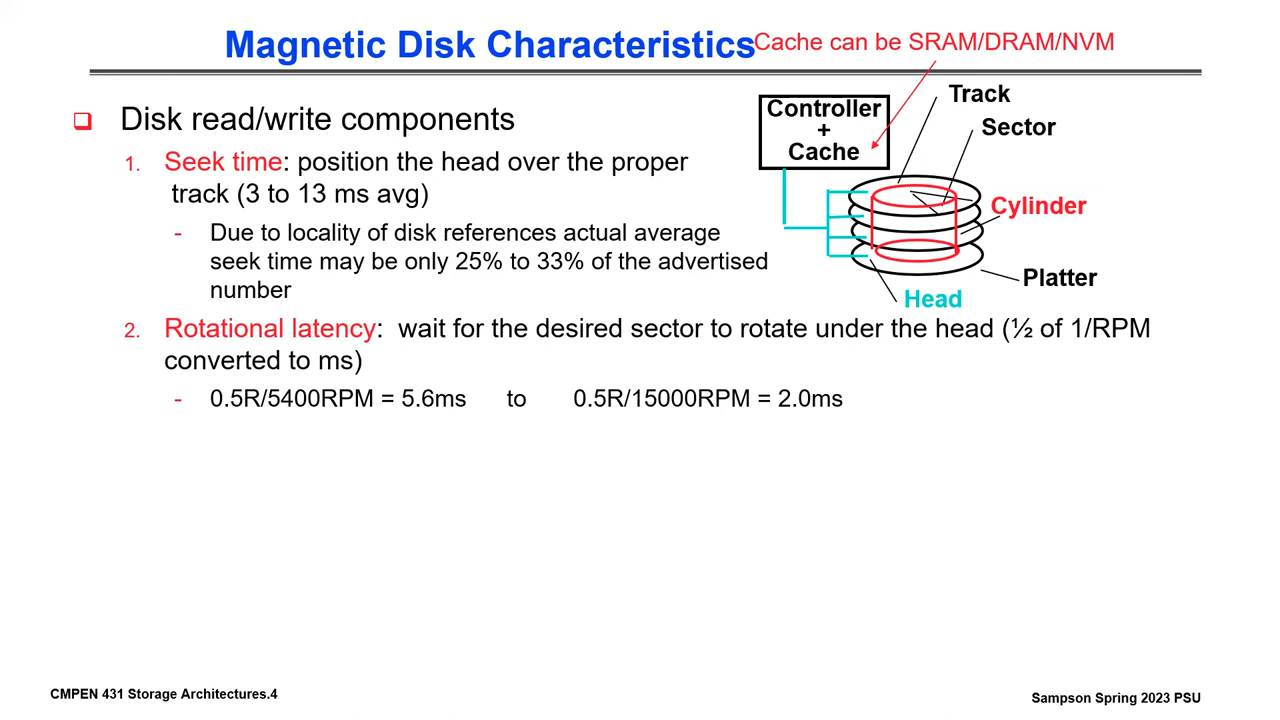 Magnetic Disk Characteristics
Cache can be SRAM/DRAM/NVM
Controller
+
Cache
Track
Sector
Cylinder
Platter
Head
Disk read/write components
1. Seek time: position the head over the proper
track (3 to 13 ms avg)
- Due to locality of disk references actual average
seek time may be only 25% to 33% of the advertised
number
2. Rotational latency: wait for the desired sector to rotate under the head (½ of 1/RPM
converted to ms)
- 0.5R/5400RPM = 5.6ms to 0.5R/15000RPM = 2.0ms
CMPEN 431 Storage Architectures.4
Sampson Spring 2023 PSU